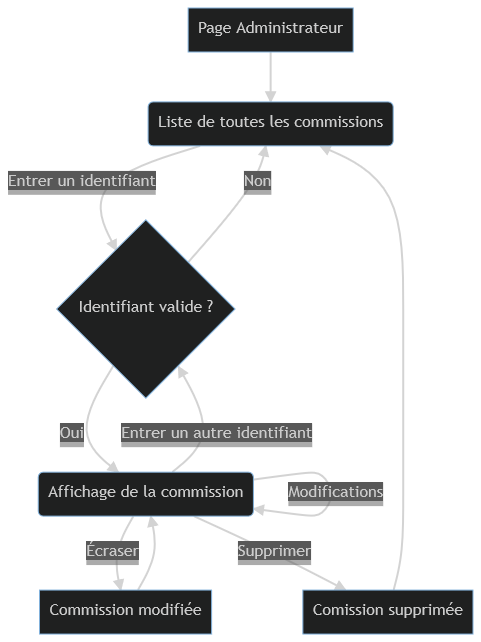 Page Administrateur
Liste de toutes les commissions
Entrer un identifiant
Non
Identifiant valide ?
Oui
Entrer un autre identifiant
Affichage de la commission
Modifications
Écraser
Supprimer
Commission modifiée
Comission supprimée